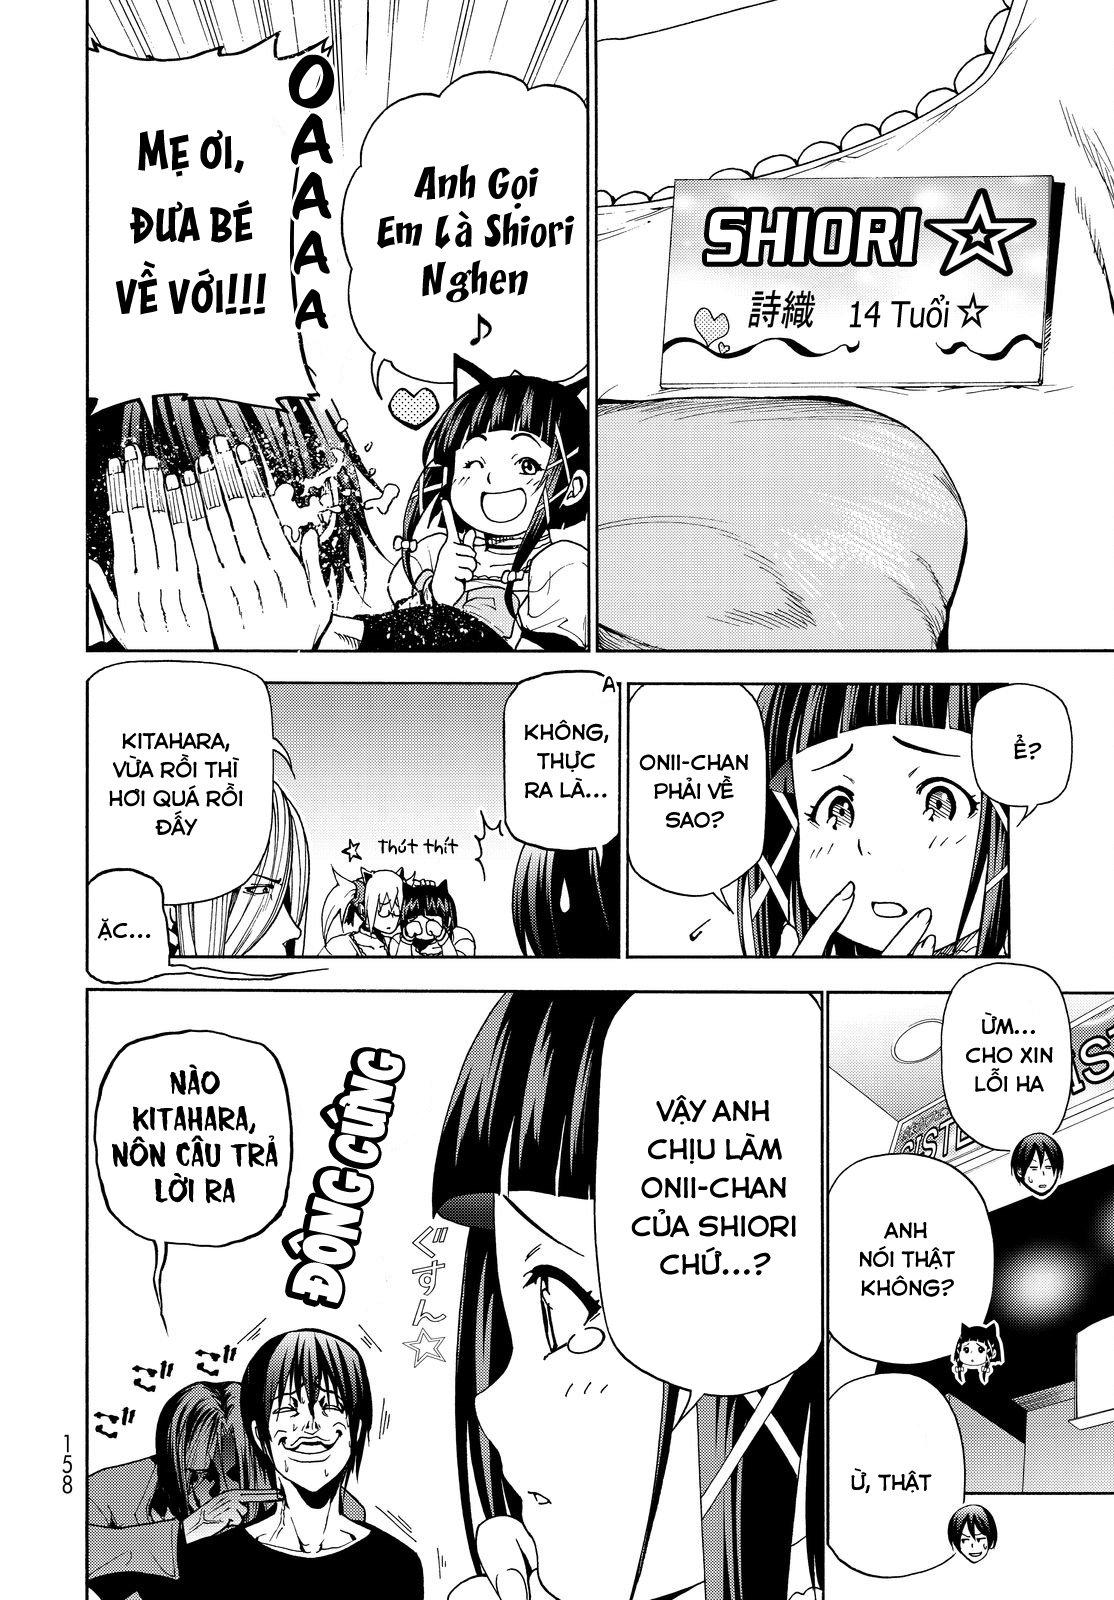 SHIORI ☆
詩織 14 Tuổi ☆
Anh Gọi
Em Là Shiori
Nghen
♪
OAAAA
MẸ ƠI,
ĐƯA BÉ
VỀ VỚI!!!
Ể?
ONII-CHAN
PHẢI VỀ
SAO?
A
KHÔNG,
THỰC
RA LÀ...
Thút thít
KITAHARA,
VỪA RỒI THÌ
HƠI QUÁ RỒI
ĐẤY
ẶC...
ỪM...
CHO XIN
LỖI HA
SISTE
IS
ANH
NÓI THẬT
KHÔNG?
Ừ, THẬT
VẬY ANH
CHỊU LÀM
ONII-CHAN
CỦA SHIORI
CHỨ...?
ぐすん☆
ĐÔNG CỨNG
NÀO
KITAHARA,
NÔN CÂU TRẢ
LỜI RA
158